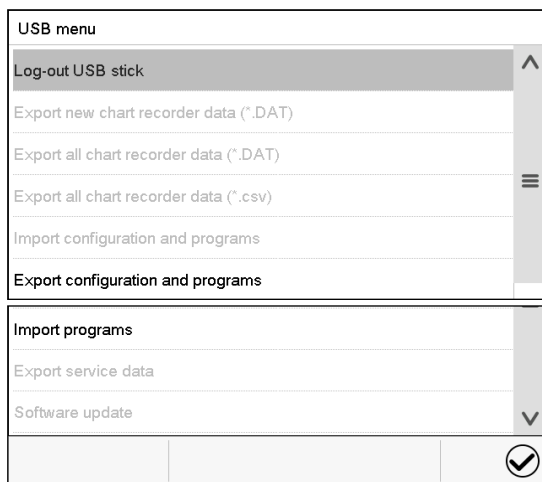 USB menu
Log-out USB stick
Export new chart recorder data (*.DAT)
Export all chart recorder data (*.DAT)
Export all chart recorder data (*.csv)
Import configuration and programs
Export configuration and programs
Import programs
Export service data
Software update